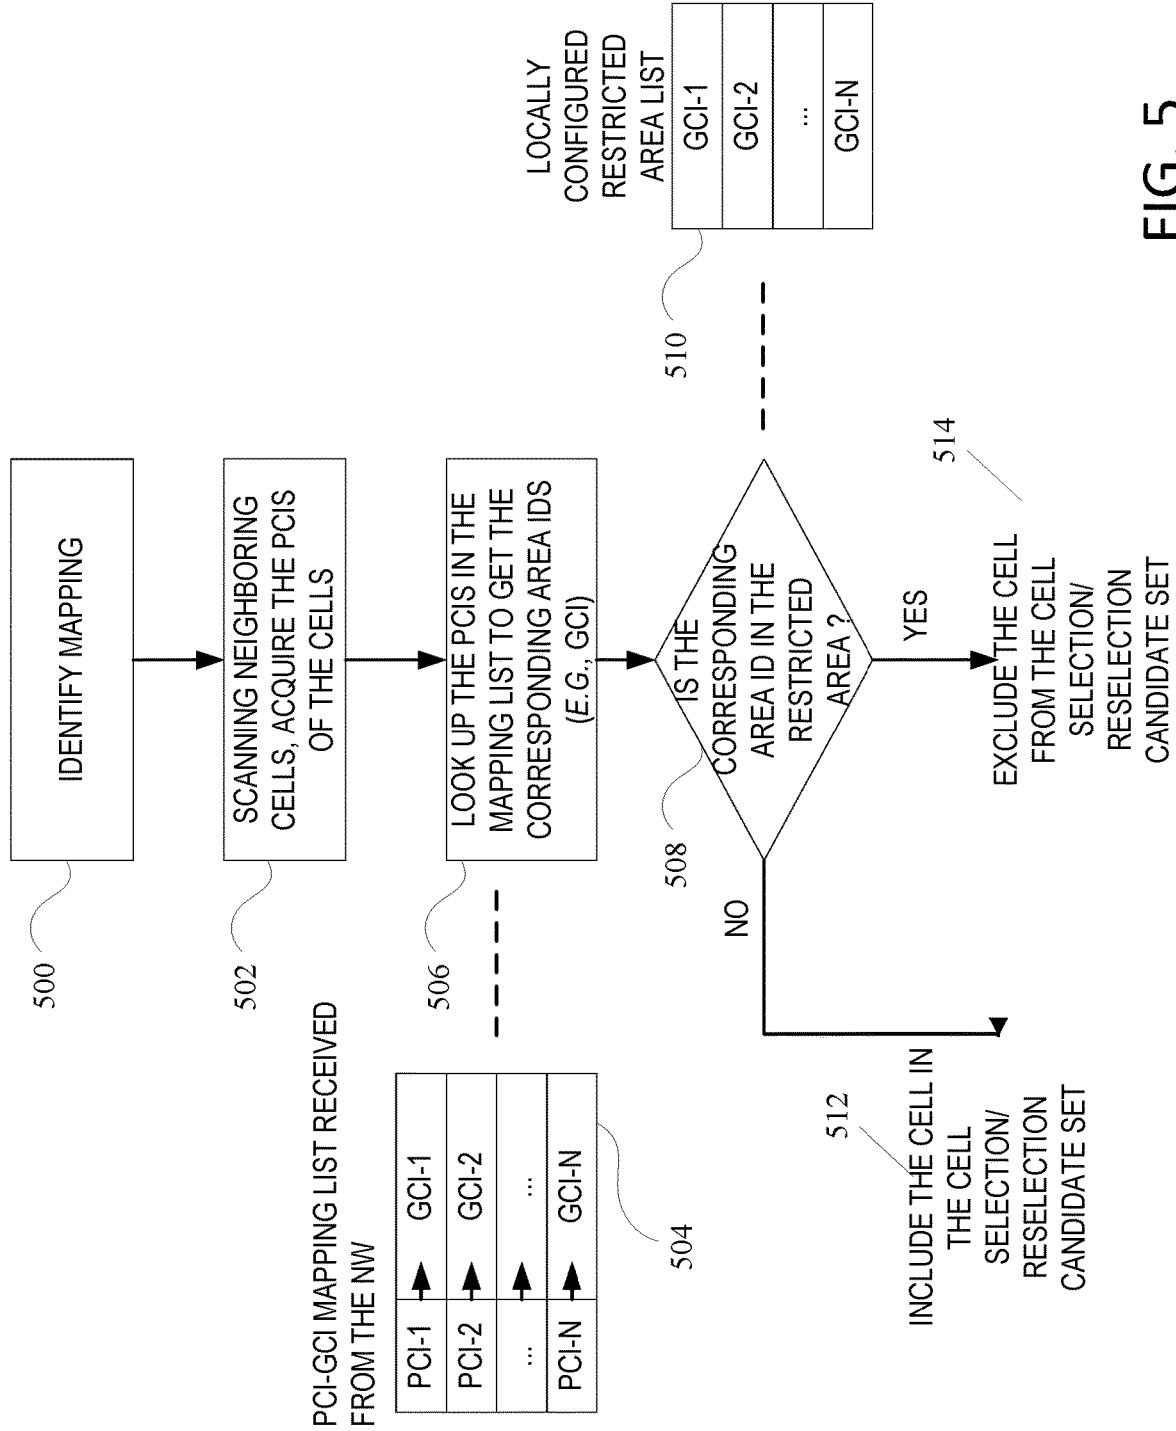 500
IDENTIFY MAPPING
502
SCANNING NEIGHBORING
CELLS, ACQUIRE THE PCIS
OF THE CELLS
PCI-GCI MAPPING LIST RECEIVED
FROM THE NW
PCI-1 GCI-1
PCI-2 GCI-2
... ...
PCI-N GCI-N
504
506
LOOK UP THE PCIS IN THE
MAPPING LIST TO GET THE
CORRESPONDING AREA IDS
(E.G., GCI)
508
IS THE
CORRESPONDING
AREA ID IN THE
RESTRICTED
AREA ?
LOCALLY
CONFIGURED
RESTRICTED
AREA LIST
GCI-1
GCI-2
...
GCI-N
510
NO
YES
512
INCLUDE THE CELL IN
THE CELL
SELECTION/
RESELECTION
CANDIDATE SET
514
EXCLUDE THE CELL
FROM THE CELL
SELECTION/
RESELECTION
CANDIDATE SET
FIG. 5